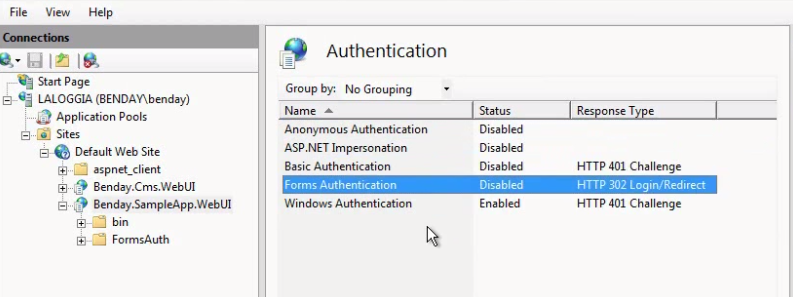 File View Help
Connections
Start Page
LALOGGIA (BENDAY\benday)
Application Pools
Sites
Default Web Site
aspnet_client
Benday.Cms.WebUI
Benday.SampleApp.WebUI
bin
FormsAuth
Authentication
Group by: No Grouping
Name Status Response Type
Anonymous Authentication Disabled
ASP.NET Impersonation Disabled
Basic Authentication Disabled HTTP 401 Challenge
Forms Authentication Disabled HTTP 302 Login/Redirect
Windows Authentication Enabled HTTP 401 Challenge